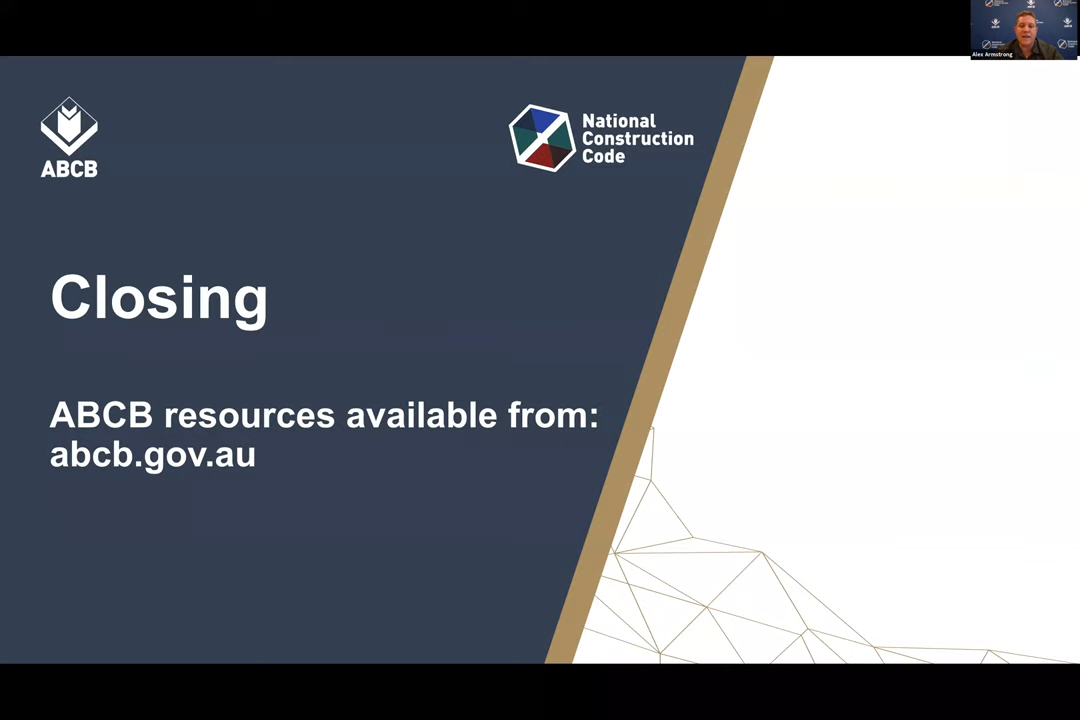 Alex Armstrong
ABCB
National
Construction
Code
Closing
ABCB resources available from:
abcb.gov.au